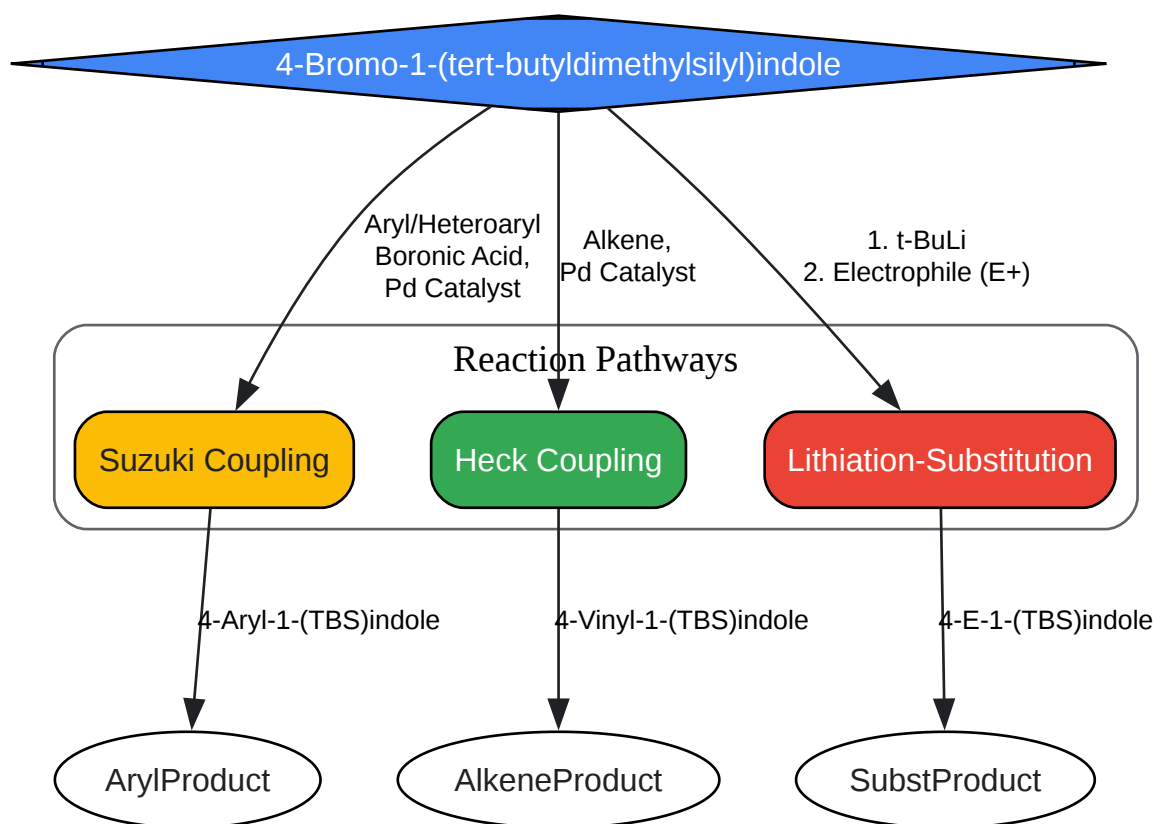 4-Bromo-1-(tert-butyldimethylsilyl)indole
Aryl/Heteroaryl
Boronic Acid,
Pd Catalyst
Alkene,
Pd Catalyst
1. t-BuLi
2. Electrophile (E+)
Reaction Pathways
Suzuki Coupling
Heck Coupling
Lithiation-Substitution
4-Aryl-1-(TBS)indole
4-Vinyl-1-(TBS)indole
4-E-1-(TBS)indole
ArylProduct
AlkeneProduct
SubstProduct